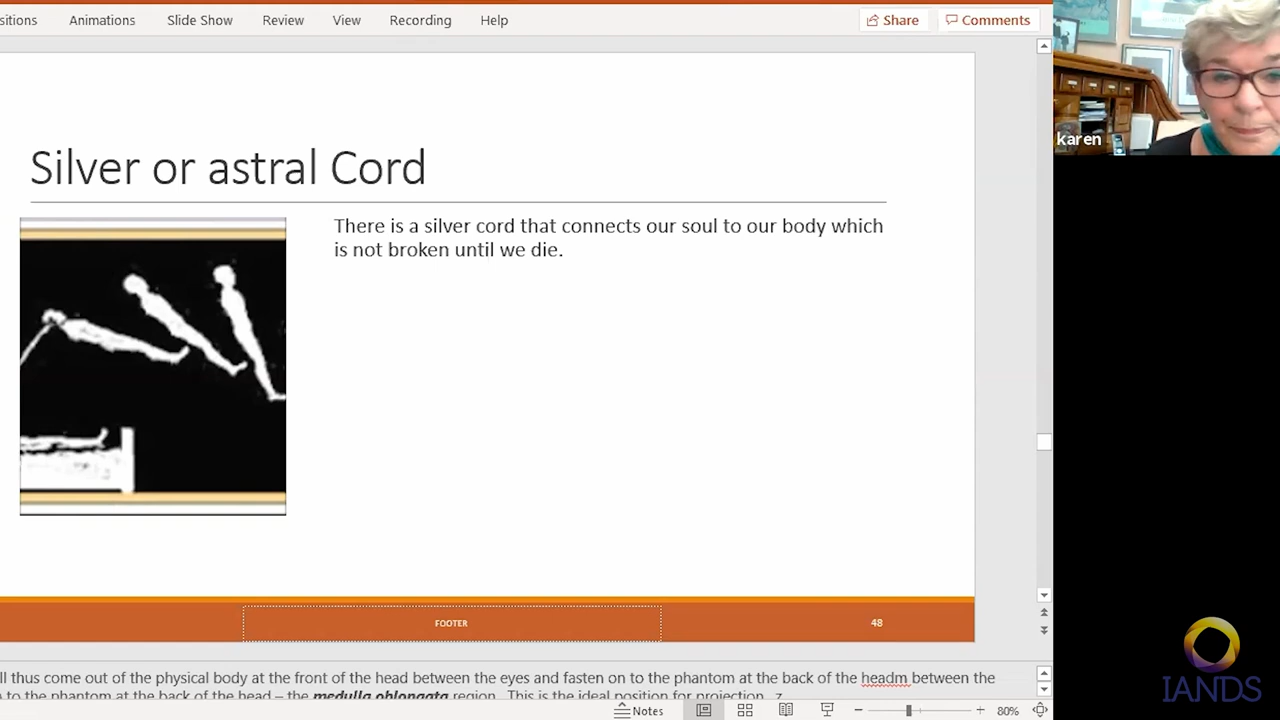 sitions Animations Slide Show Review View Recording Help Share Comments
karen
Silver or astral Cord
There is a silver cord that connects our soul to our body which
is not broken until we die.
FOOTER 48
ll thus come out of the physical body at the front of the head between the eyes and fasten on to the phantom at the back of the headm between the
to the phantom at the back of the head – the medulla oblongata region. This is the ideal position for projection. z
Notes 80%
IANDS